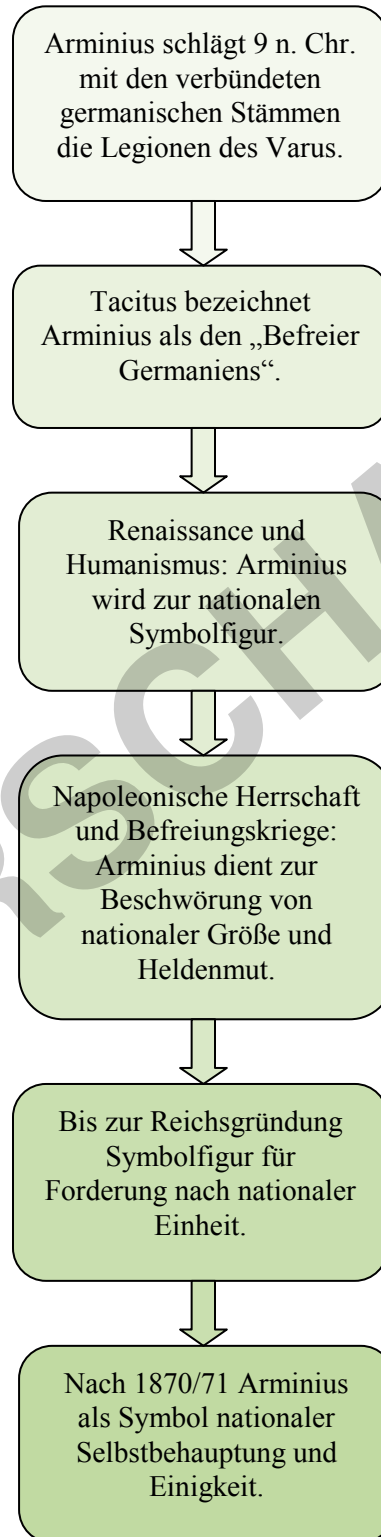 Arminius schlägt 9 n. Chr.
mit den verbündeten
germanischen Stämmen
die Legionen des Varus.
Tacitus bezeichnet
Arminius als den „Befreier
Germaniens“.
Renaissance und
Humanismus: Arminius
wird zur nationalen
Symbolfigur.
Napoleonische Herrschaft
und Befreiungskriege:
Arminius dient zur
Beschwörung von
nationaler Größe und
Heldenmut.
Bis zur Reichsgründung
Symbolfigur für
Forderung nach nationaler
Einheit.
Nach 1870/71 Arminius
als Symbol nationaler
Selbstbehauptung und
Einigkeit.